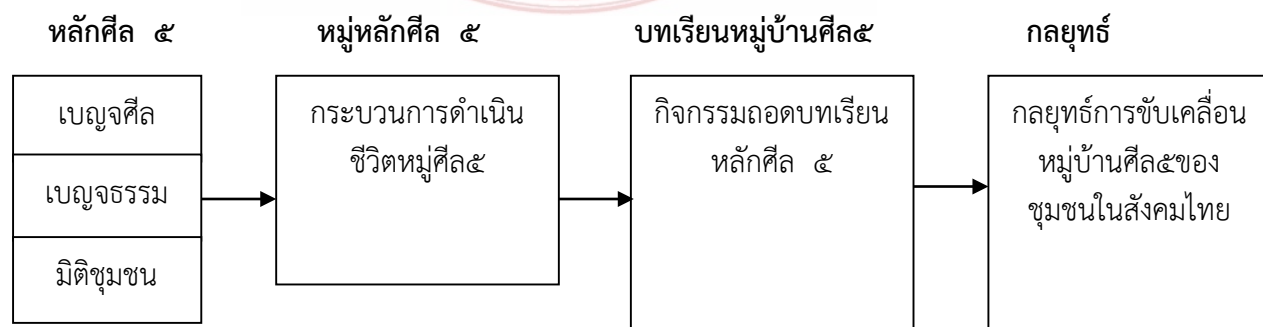 หลักศีล ๕
หมู่หลักศีล ๕
บทเรียนหมู่บ้านศีล๕
กลยุทธ์
เบญจศีล
เบญจธรรม
มิติชุมชน
กระบวนการดำเนิน
ชีวิตหมู่ศีล๕
กิจกรรมถอดบทเรียน
หลักศีล ๕
กลยุทธ์การขับเคลื่อน
หมู่บ้านศีล๕ของ
ชุมชนในสังคมไทย